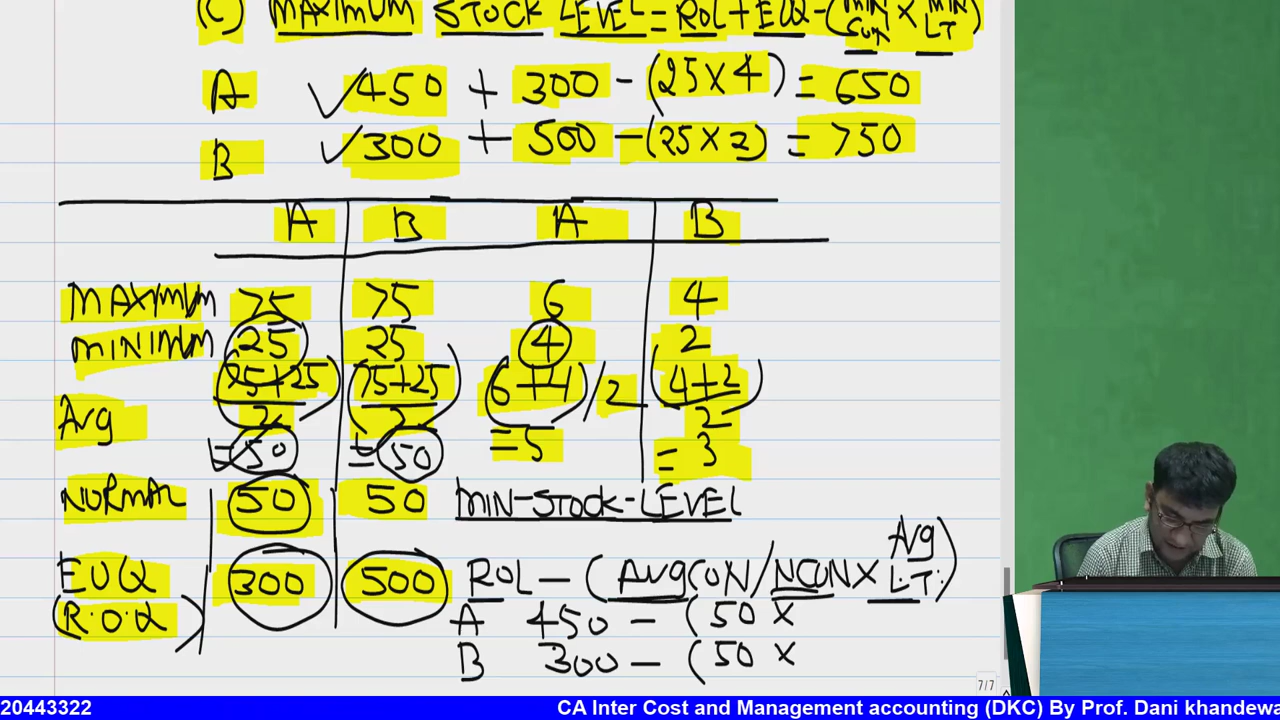 (C) MAXIMUM STOCK LEVEL = ROL + EOQ - (MIN CON X MIN LT)
A 450 + 300 - (25 X 4) = 650
B 300 + 500 - (25 X 2) = 750
A B A B
MAXIMUM 75 75 6 4
MINIMUM 25 25 4 2
Avg (75+25)/2 (75+25)/2 (6+4)/2 (4+2)/2
= 50 = 50 = 5 = 3
NORMAL 50 50 MIN-STOCK-LEVEL
EOQ 300 500 ROL - (AVG CON/NCON X Avg L.T.)
(R.O.Q)
A 450 - (50 X
B 300 - (50 X
7/7
20443322 CA Inter Cost and Management accounting (DKC) By Prof. Dani khandewa